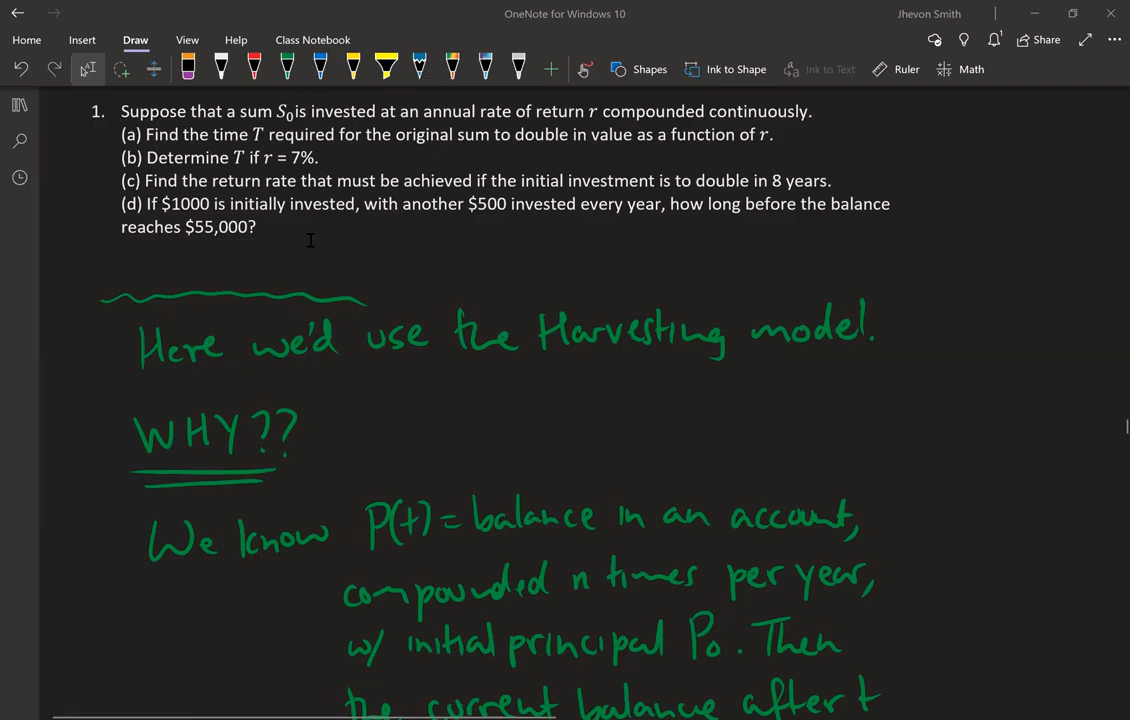 OneNote for Windows 10
Jhevon Smith
Home Insert Draw View Help Class Notebook
Share
Shapes Ink to Shape Ink to Text Ruler Math
1. Suppose that a sum S₀ is invested at an annual rate of return r compounded continuously.
(a) Find the time T required for the original sum to double in value as a function of r.
(b) Determine T if r = 7%.
(c) Find the return rate that must be achieved if the initial investment is to double in 8 years.
(d) If $1000 is initially invested, with another $500 invested every year, how long before the balance
reaches $55,000?
Here we'd use the Harvesting model.
WHY??
We know P(t) = balance in an account,
compounded n times per year,
w/ initial principal P₀. Then
the current balance after t